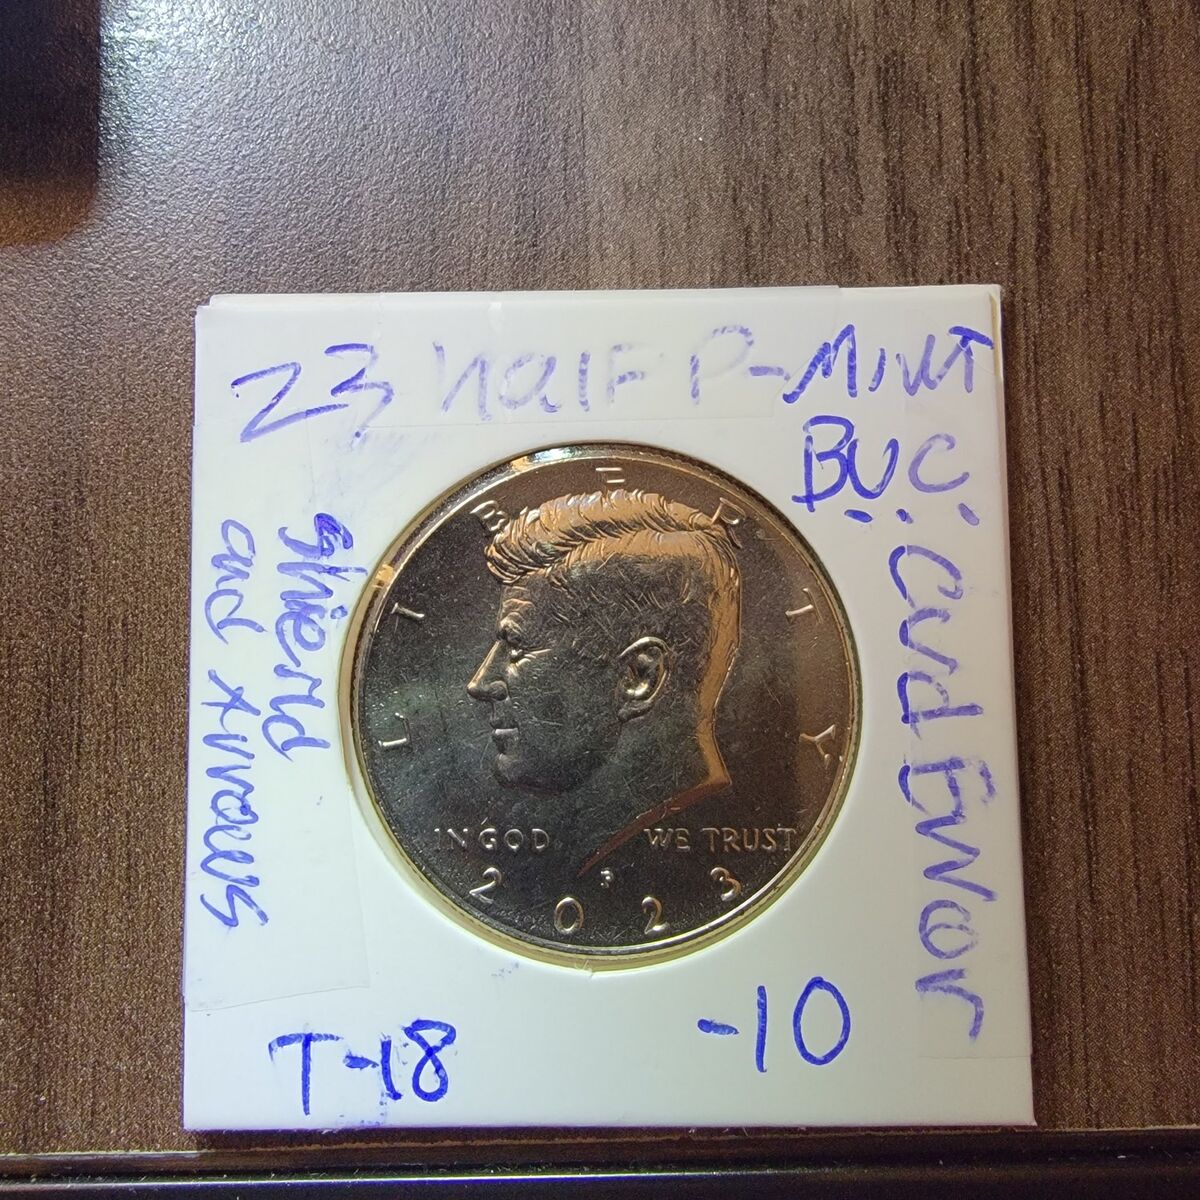 23 half P-Mint
B.U.C.
Cud Error
Shield
and Arrows
LIBERTY
IN GOD WE TRUST
P
2023
T-18
-10